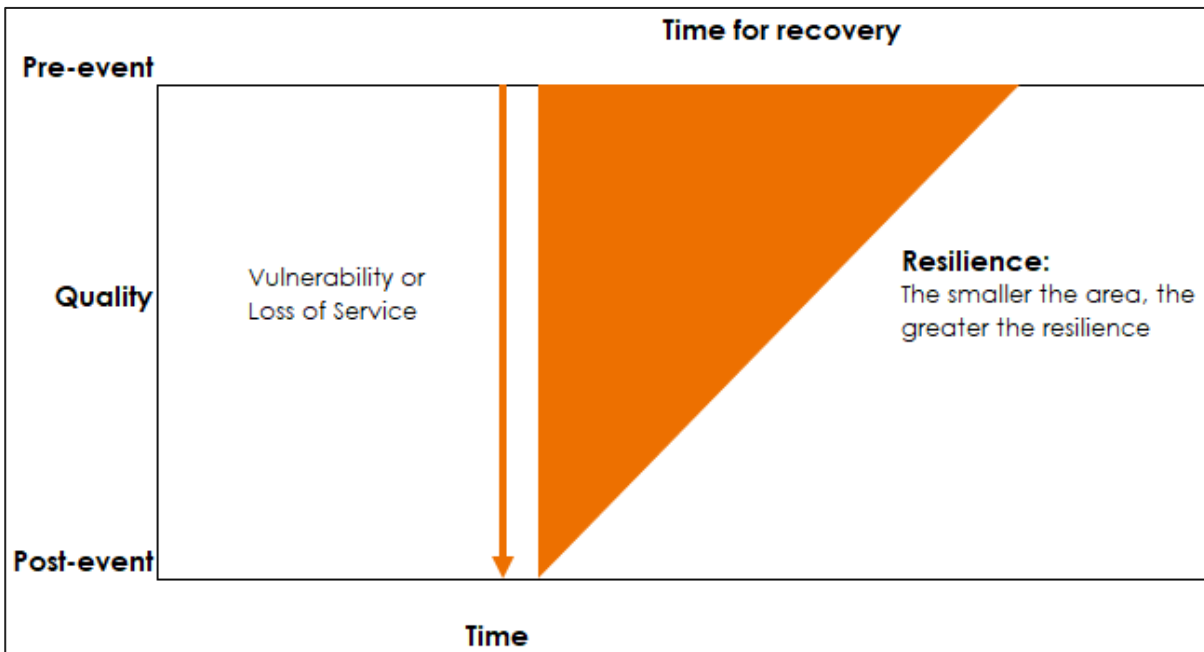 Time for recovery
Pre-event
Vulnerability or
Loss of Service
Quality
Resilience:
The smaller the area, the
greater the resilience
Post-event
Time